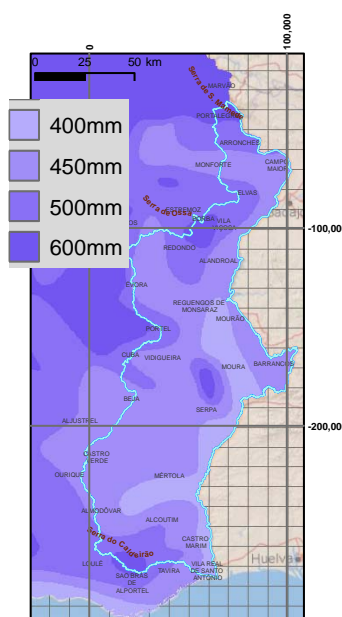 0
100,000
0 25 50 km
Serra de S. Mamede
MARVÃO
PORTALEGRE
400mm
450mm
500mm
600mm
ARRONCHES
MONFORTE
CAMPO
MAIOR
ELVAS
Serra de Ossa
ESTREMOZ
BORBA
VILA
VIÇOSA
-100,00
REDONDO
ALANDROAL
ÉVORA
REGUENGOS DE
MONSARAZ
MOURÃO
PORTEL
CUBA
VIDIGUEIRA
MOURA
BARRANCOS
BEJA
SERPA
ALJUSTREL
-200,00
CASTRO
VERDE
OURIQUE
MÉRTOLA
ALMODÔVAR
ALCOUTIM
Serra do Caldeirão
CASTRO
MARIM
LOULÉ
SÃO BRÁS
DE
ALPORTEL
TAVIRA
VILA REAL
DE SANTO
ANTÓNIO
Huelva